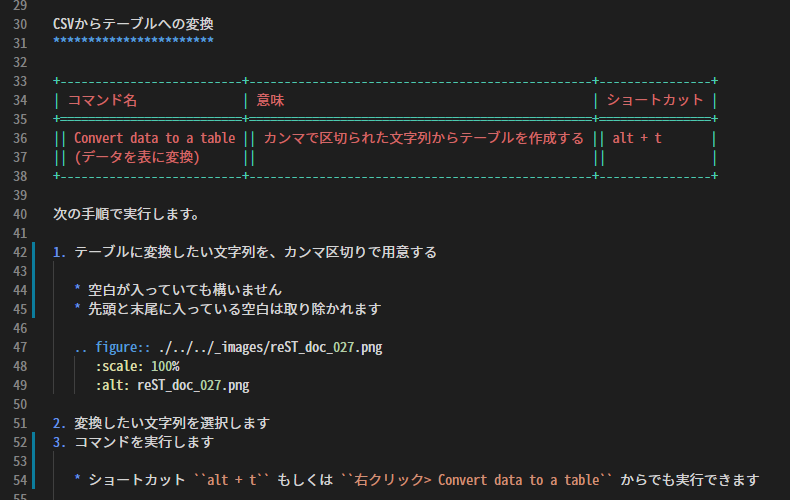 29
30 CSVからテーブルへの変換
31 ***********************
32
33 +--------------------------+-------------------------------------------------+----------------+
34 | コマンド名 | 意味 | ショートカット |
35 +==========================+=================================================+================+
36 || Convert data to a table || カンマで区切られた文字列からテーブルを作成する || alt + t |
37 || (データを表に変換) || || |
38 +--------------------------+-------------------------------------------------+----------------+
39
40 次の手順で実行します。
41
42 1. テーブルに変換したい文字列を、カンマ区切りで用意する
43
44 * 空白が入っていても構いません
45 * 先頭と末尾に入っている空白は取り除かれます
46
47 .. figure:: ./../../_images/reST_doc_027.png
48 :scale: 100%
49 :alt: reST_doc_027.png
50
51 2. 変換したい文字列を選択します
52 3. コマンドを実行します
53
54 * ショートカット ``alt + t`` もしくは ``右クリック> Convert data to a table`` からでも実行できます
55